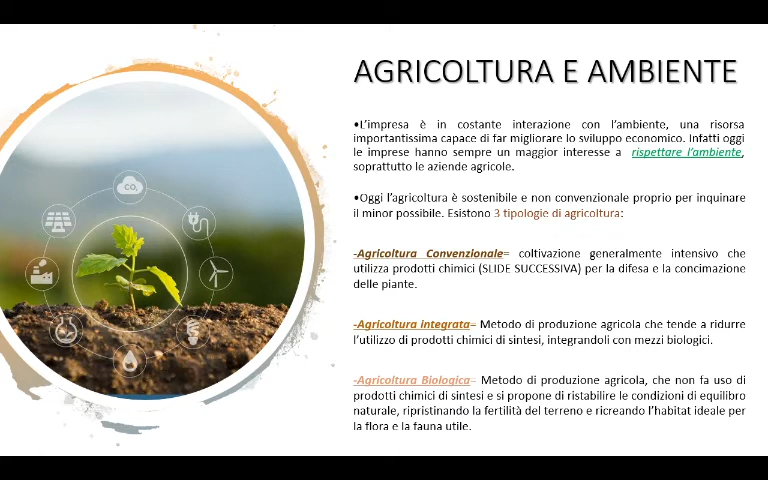 AGRICOLTURA E AMBIENTE
•L'impresa è in costante interazione con l'ambiente, una risorsa
importantissima capace di far migliorare lo sviluppo economico. Infatti oggi
le imprese hanno sempre un maggior interesse a rispettare l'ambiente,
soprattutto le aziende agricole.
•Oggi l'agricoltura è sostenibile e non convenzionale proprio per inquinare
il minor possibile. Esistono 3 tipologie di agricoltura:
-Agricoltura Convenzionale= coltivazione generalmente intensivo che
utilizza prodotti chimici (SLIDE SUCCESSIVA) per la difesa e la concimazione
delle piante.
-Agricoltura integrata= Metodo di produzione agricola che tende a ridurre
l'utilizzo di prodotti chimici di sintesi, integrandoli con mezzi biologici.
-Agricoltura Biologica= Metodo di produzione agricola, che non fa uso di
prodotti chimici di sintesi e si propone di ristabilire le condizioni di equilibro
naturale, ripristinando la fertilità del terreno e ricreando l'habitat ideale per
la flora e la fauna utile.
CO₂